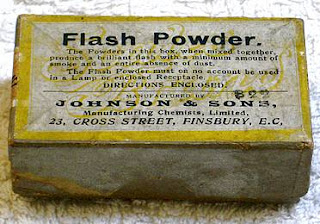 Flash Powder.
The Powders in this box, when mixed together,
produce a brilliant flash with a minimum amount of
smoke and an entire absence of dust.
The Flash Powder must on no account be used
in a Lamp or enclosed Receptacle.
DIRECTIONS ENCLOSED.
MANUFACTURED BY
JOHNSON & SONS,
Manufacturing Chemists, Limited,
23, CROSS STREET, FINSBURY, E.C.